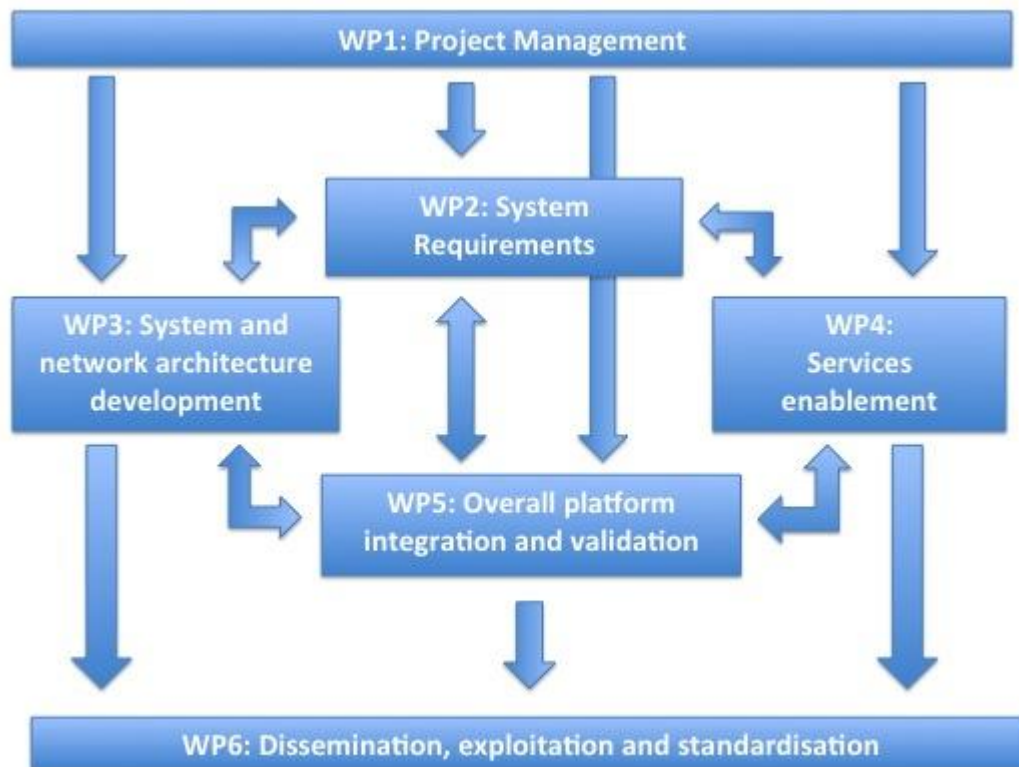 WP1: Project Management
WP2: System
Requirements
WP3: System and
network architecture
development
WP4:
Services
enablement
WP5: Overall platform
integration and validation
WP6: Dissemination, exploitation and standardisation